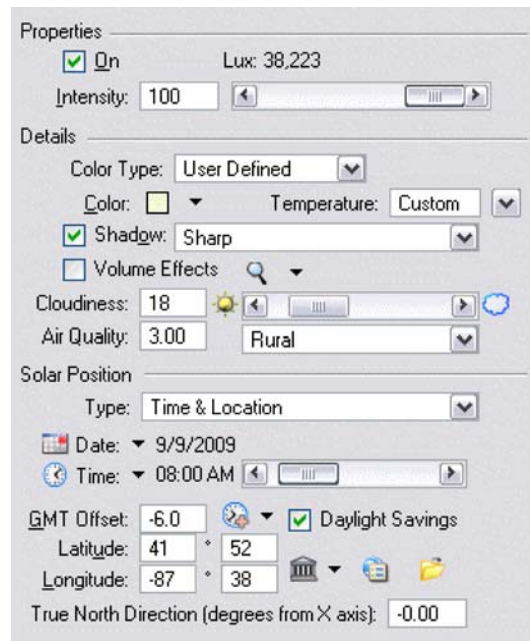 Properties
On Lux: 38,223
Intensity: 100
Details
Color Type: User Defined
Color: Temperature: Custom
Shadow: Sharp
Volume Effects
Cloudiness: 18
Air Quality: 3.00 Rural
Solar Position
Type: Time & Location
Date: 9/9/2009
Time: 08:00 AM
GMT Offset: -6.0 Daylight Savings
Latitude: 41 ° 52
Longitude: -87 ° 38
True North Direction (degrees from X axis): -0.00